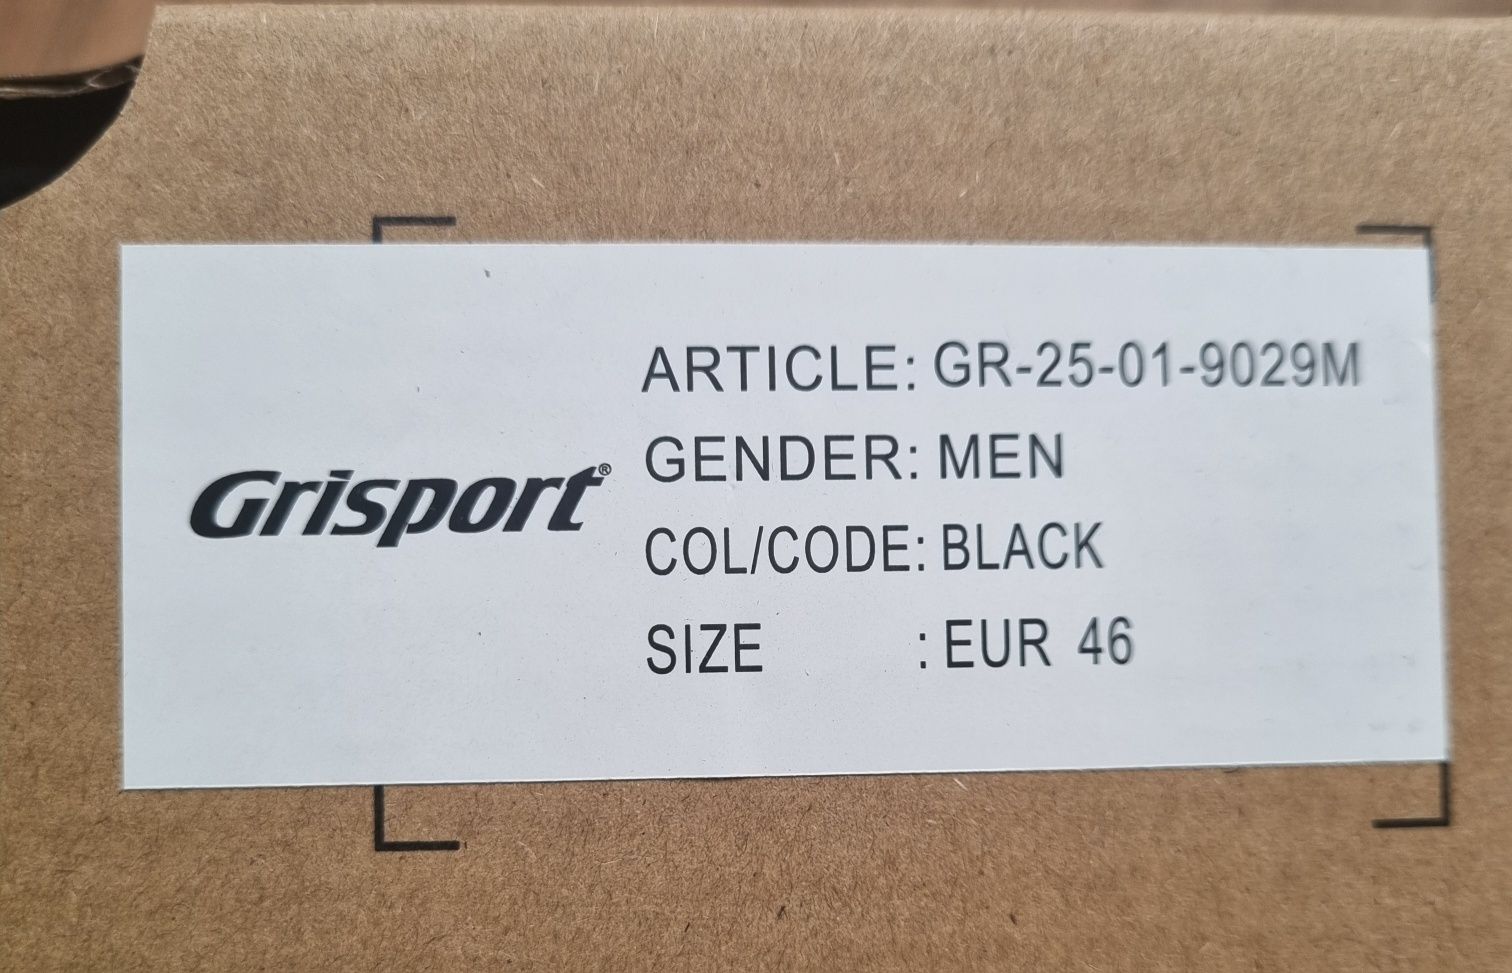 Grisport®
ARTICLE: GR-25-01-9029M
GENDER: MEN
COL/CODE: BLACK
SIZE : EUR 46